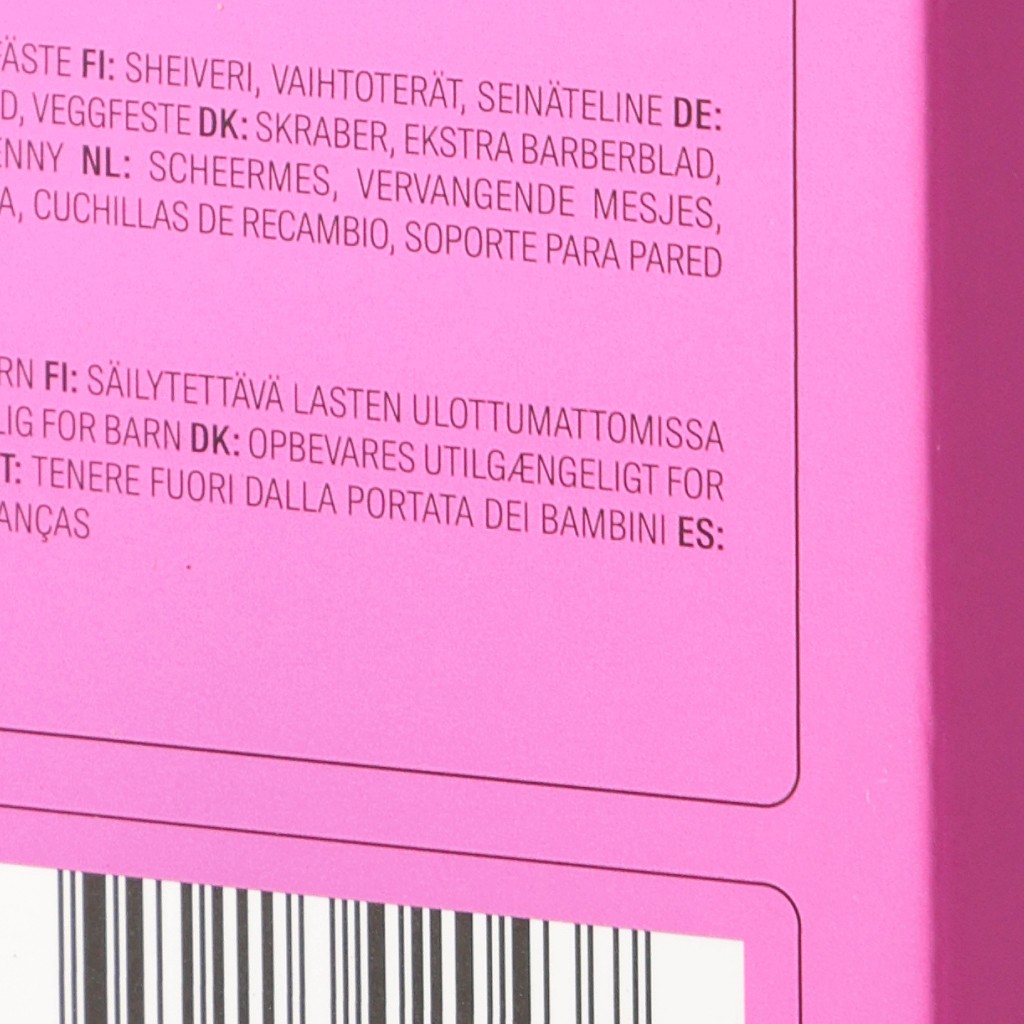 FÄSTE FI: SHEIVERI, VAIHTOTERÄT, SEINÄTELINE DE:
D, VEGGFESTE DK: SKRABER, EKSTRA BARBERBLAD,
ENNY NL: SCHEERMES, VERVANGENDE MESJES,
A, CUCHILLAS DE RECAMBIO, SOPORTE PARA PARED
RN FI: SÄILYTETTÄVÄ LASTEN ULOTTUMATTOMISSA
LIG FOR BARN DK: OPBEVARES UTILGÆNGELIGT FOR
T: TENERE FUORI DALLA PORTATA DEI BAMBINI ES:
ANÇAS